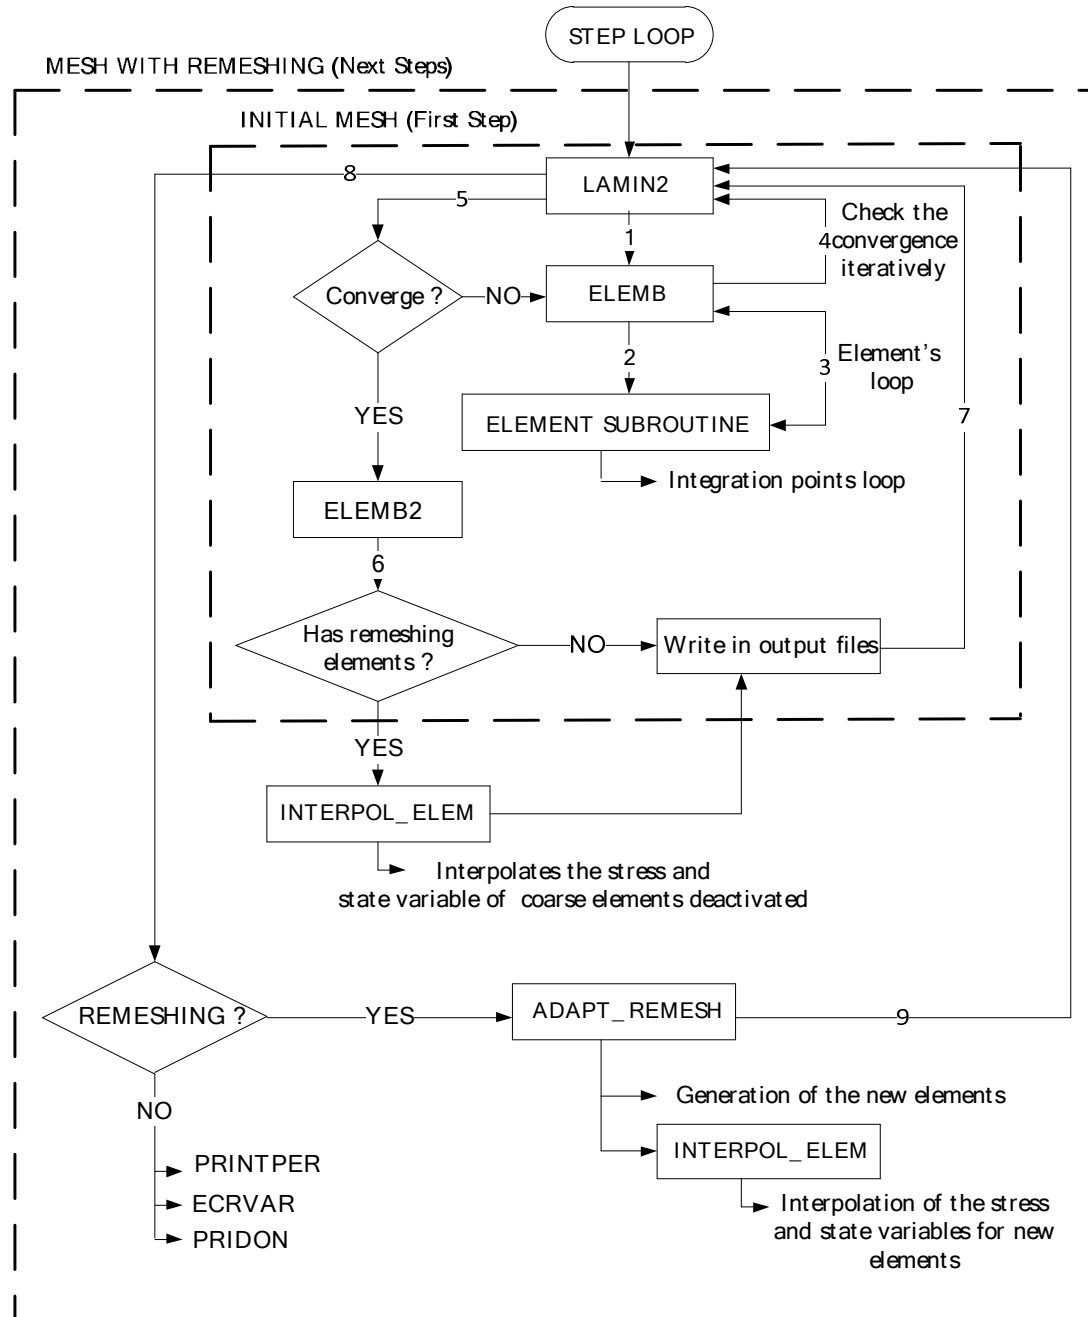 STEP LOOP
MESH WITH REMESHING (Next Steps)
INITIAL MESH (First Step)
LAMIN2
8
5
1
Check the
4 convergence
iteratively
Converge ?
NO
ELEMB
2
3
Element's
loop
YES
ELEMENT SUBROUTINE
7
Integration points loop
ELEMB2
6
Has remeshing
elements ?
NO
Write in output files
YES
INTERPOL_ELEM
Interpolates the stress and
state variable of coarse elements deactivated
REMESHING ?
YES
ADAPT_REMESH
9
Generation of the new elements
NO
INTERPOL_ELEM
PRINTPER
ECRVAR
PRIDON
Interpolation of the stress
and state variables for new
elements